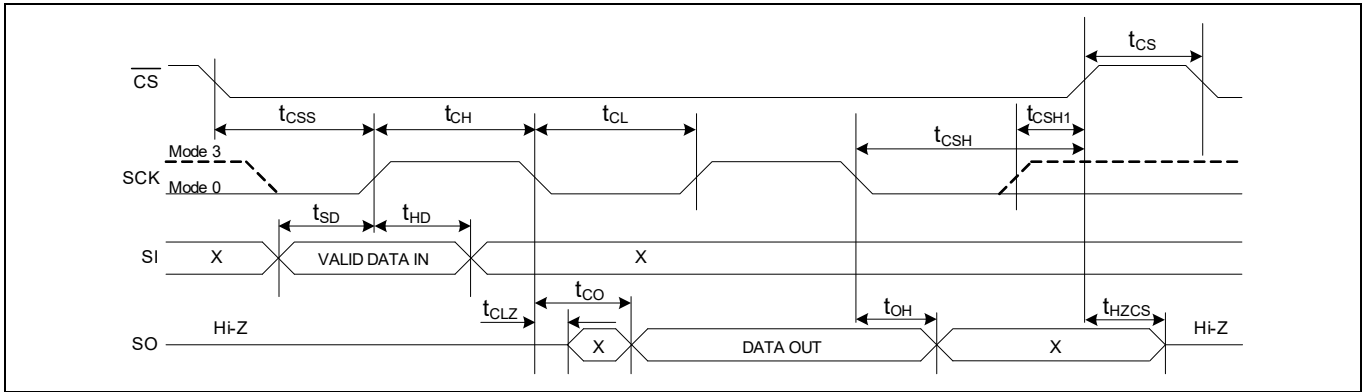 tCS
CS
tCSS
tCH
tCL
tCSH1
tCSH
Mode 3
SCK
Mode 0
tSD
tHD
SI
X
VALID DATA IN
X
tCO
tCLZ
tOH
tHZCS
Hi-Z
Hi-Z
SO
X
DATA OUT
X